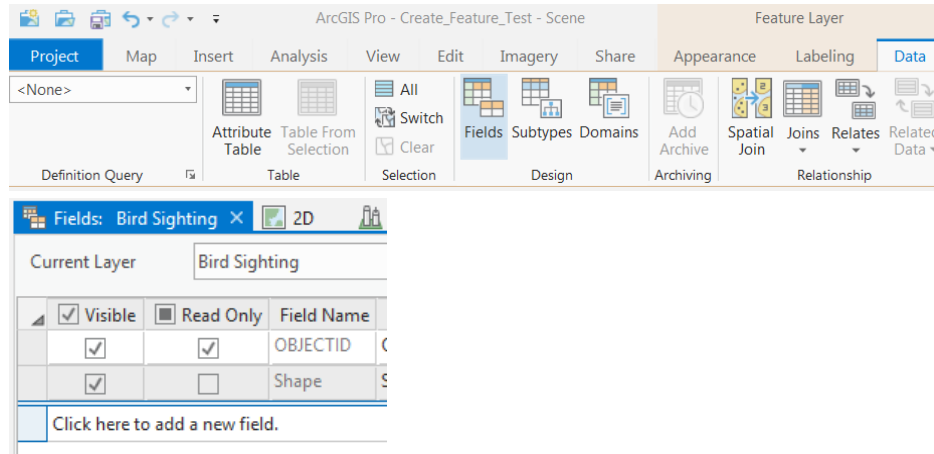 ArcGIS Pro - Create_Feature_Test - Scene
Feature Layer
Project Map Insert Analysis View Edit Imagery Share Appearance Labeling Data
<None>
Attribute Table
Table From Selection
All
Switch
Clear
Fields Subtypes Domains
Add Archive
Spatial Join
Joins Relates
Related Data
Definition Query Table Selection Design Archiving Relationship
Fields: Bird Sighting 2D
Current Layer Bird Sighting
Visible Read Only Field Name
OBJECTID
Shape
Click here to add a new field.